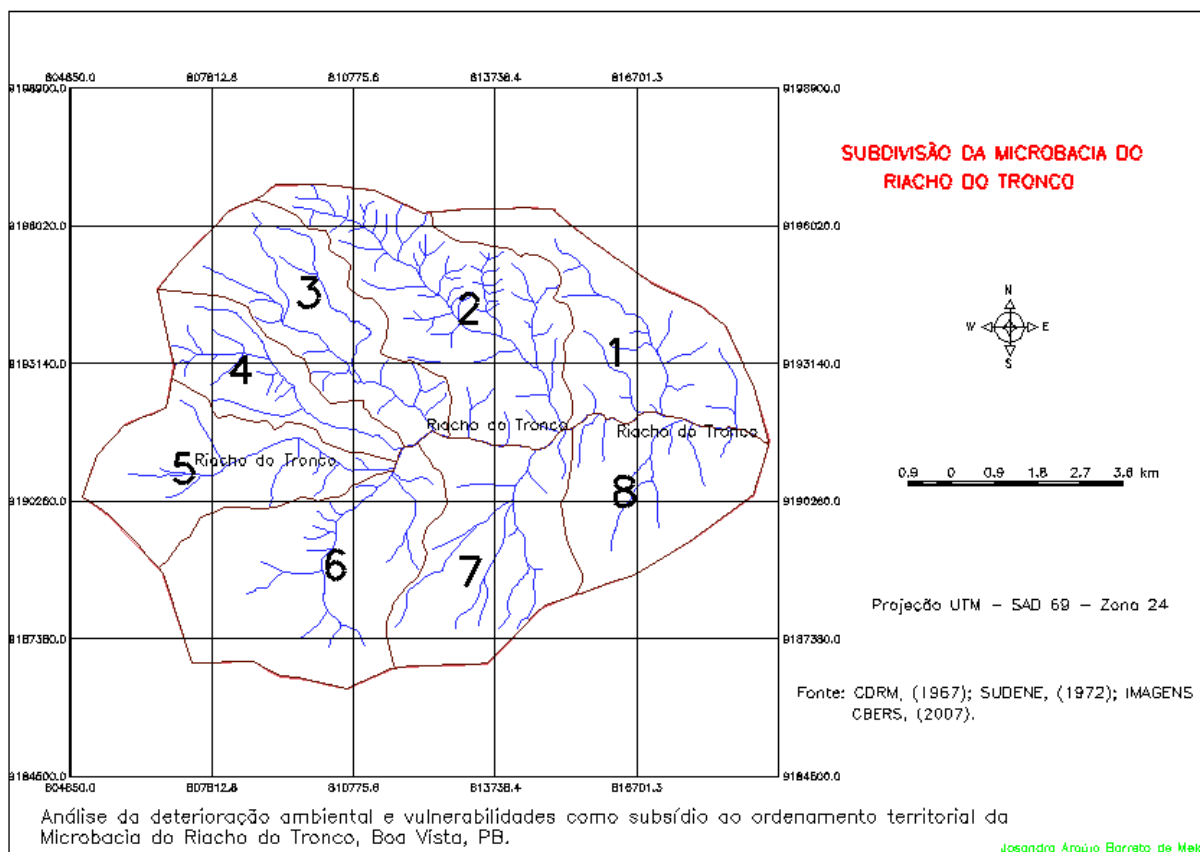 804850.0 807812.6 810775.6 813738.4 816701.3
9198900.0 9198900.0
SUBDIVISÃO DA MICROBACIA DO
RIACHO DO TRONCO
9196020.0 9196020.0
3
2
N
W E
S
1
9193140.0 9193140.0
4
Riacho do Tronco Riacho do Tronco
5 Riacho do Tronco
0.9 0 0.9 1.8 2.7 3.6 km
8
9190260.0 9190260.0
6
7
Projeção UTM - SAD 69 - Zona 24
9187380.0 9187380.0
Fonte: CDRM, (1967); SUDENE, (1972); IMAGENS
CBERS, (2007).
9184500.0 9184500.0
804850.0 807812.6 810775.6 813738.4 816701.3
Análise da deterioração ambiental e vulnerabilidades como subsídio ao ordenamento territorial da
Microbacia do Riacho do Tronco, Boa Vista, PB.
Josandra Araújo Barreto de Melo